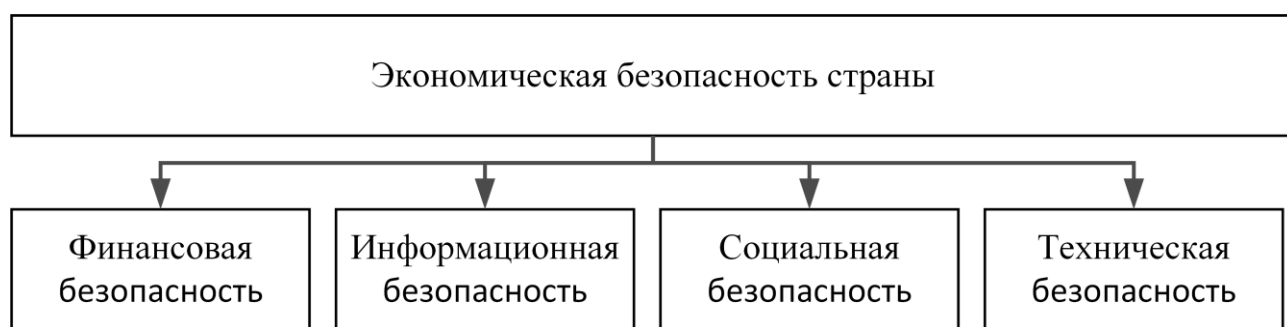 Экономическая безопасность страны
Финансовая
безопасность
Информационная
безопасность
Социальная
безопасность
Техническая
безопасность